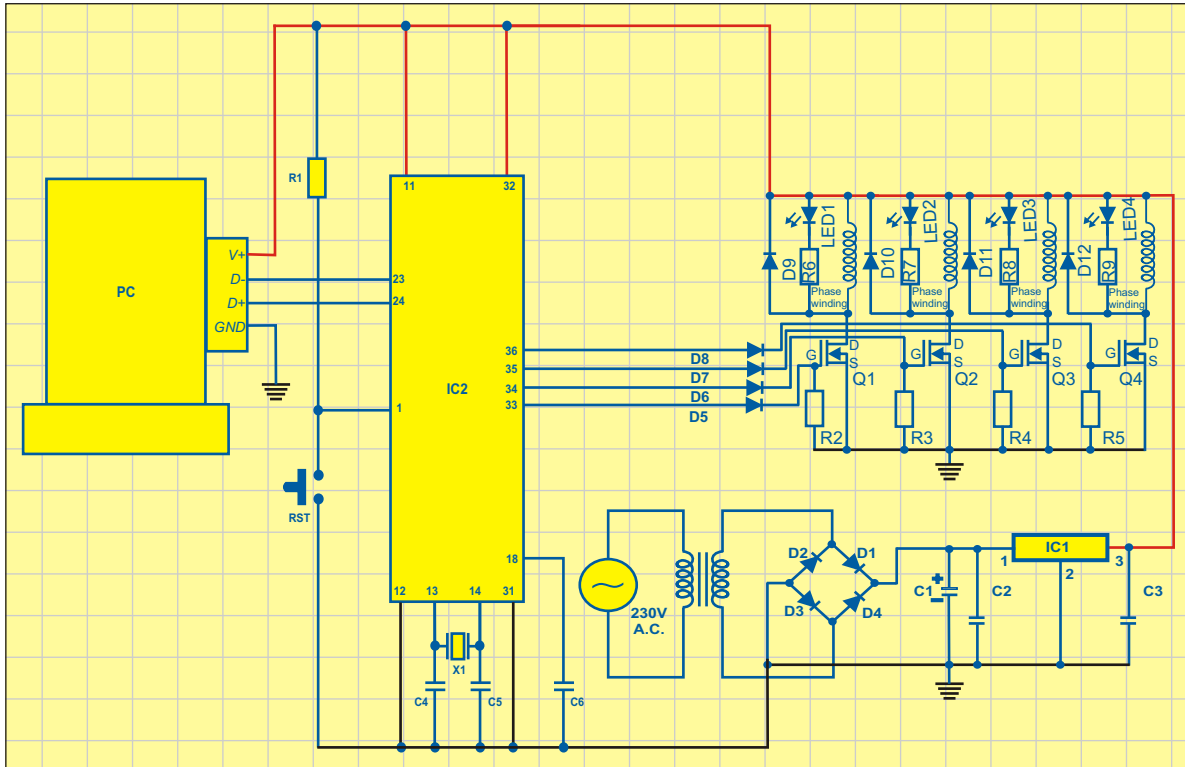 R1
11
32
PC
V+
D-
D+
GND
23
24
1
IC2
36
35
34
33
18
12
13
14
31
RST
X1
C4
C5
C6
D8
D7
D6
D5
D9
R6
LED1
Phase
winding
D10
R7
LED2
Phase
winding
D11
R8
LED3
Phase
winding
D12
R9
LED4
G
D
S
Q1
G
D
S
Q2
G
D
S
Q3
G
D
S
Q4
R2
R3
R4
R5
230V
A.C.
D2
D1
D3
D4
C1
+
–
C2
1
IC1
3
2
C3